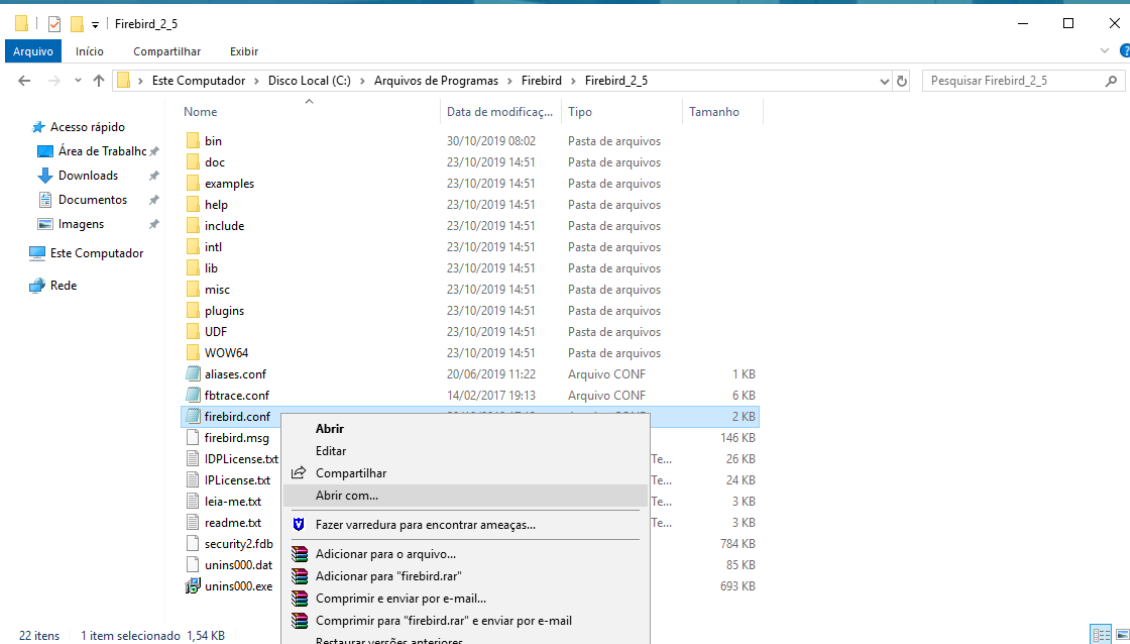 Firebird_2_5
Arquivo Início Compartilhar Exibir
Este Computador > Disco Local (C:) > Arquivos de Programas > Firebird > Firebird_2_5 Pesquisar Firebird_2_5
Nome Data de modificaç... Tipo Tamanho
Acesso rápido
Área de Trabalhc
Downloads
Documentos
Imagens
Este Computador
Rede
bin 30/10/2019 08:02 Pasta de arquivos
doc 23/10/2019 14:51 Pasta de arquivos
examples 23/10/2019 14:51 Pasta de arquivos
help 23/10/2019 14:51 Pasta de arquivos
include 23/10/2019 14:51 Pasta de arquivos
intl 23/10/2019 14:51 Pasta de arquivos
lib 23/10/2019 14:51 Pasta de arquivos
misc 23/10/2019 14:51 Pasta de arquivos
plugins 23/10/2019 14:51 Pasta de arquivos
UDF 23/10/2019 14:51 Pasta de arquivos
WOW64 23/10/2019 14:51 Pasta de arquivos
aliases.conf 20/06/2019 11:22 Arquivo CONF 1 KB
fbtrace.conf 14/02/2017 19:13 Arquivo CONF 6 KB
firebird.conf 2 KB
firebird.msg 146 KB
IDPLicense.txt Te... 26 KB
IPLicense.txt Te... 24 KB
leia-me.txt Te... 3 KB
readme.txt Te... 3 KB
security2.fdb 784 KB
unins000.dat 85 KB
unins000.exe 693 KB
Abrir
Editar
Compartilhar
Abrir com...
Fazer varredura para encontrar ameaças...
Adicionar para o arquivo...
Adicionar para "firebird.rar"
Comprimir e enviar por e-mail...
Comprimir para "firebird.rar" e enviar por e-mail
Restaurar versões anteriores
22 itens 1 item selecionado 1,54 KB